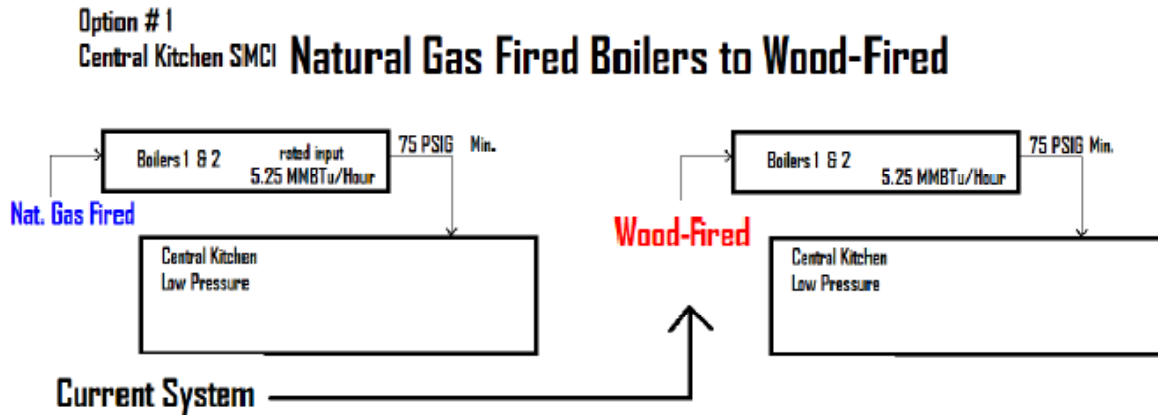 Option # 1
Central Kitchen SMCI Natural Gas Fired Boilers to Wood-Fired
Boilers 1 & 2 rated input
5.25 MMBTu/Hour
75 PSIG Min.
Nat. Gas Fired
Central Kitchen
Low Pressure
Boilers 1 & 2
5.25 MMBTu/Hour
75 PSIG Min.
Wood-Fired
Central Kitchen
Low Pressure
Current System